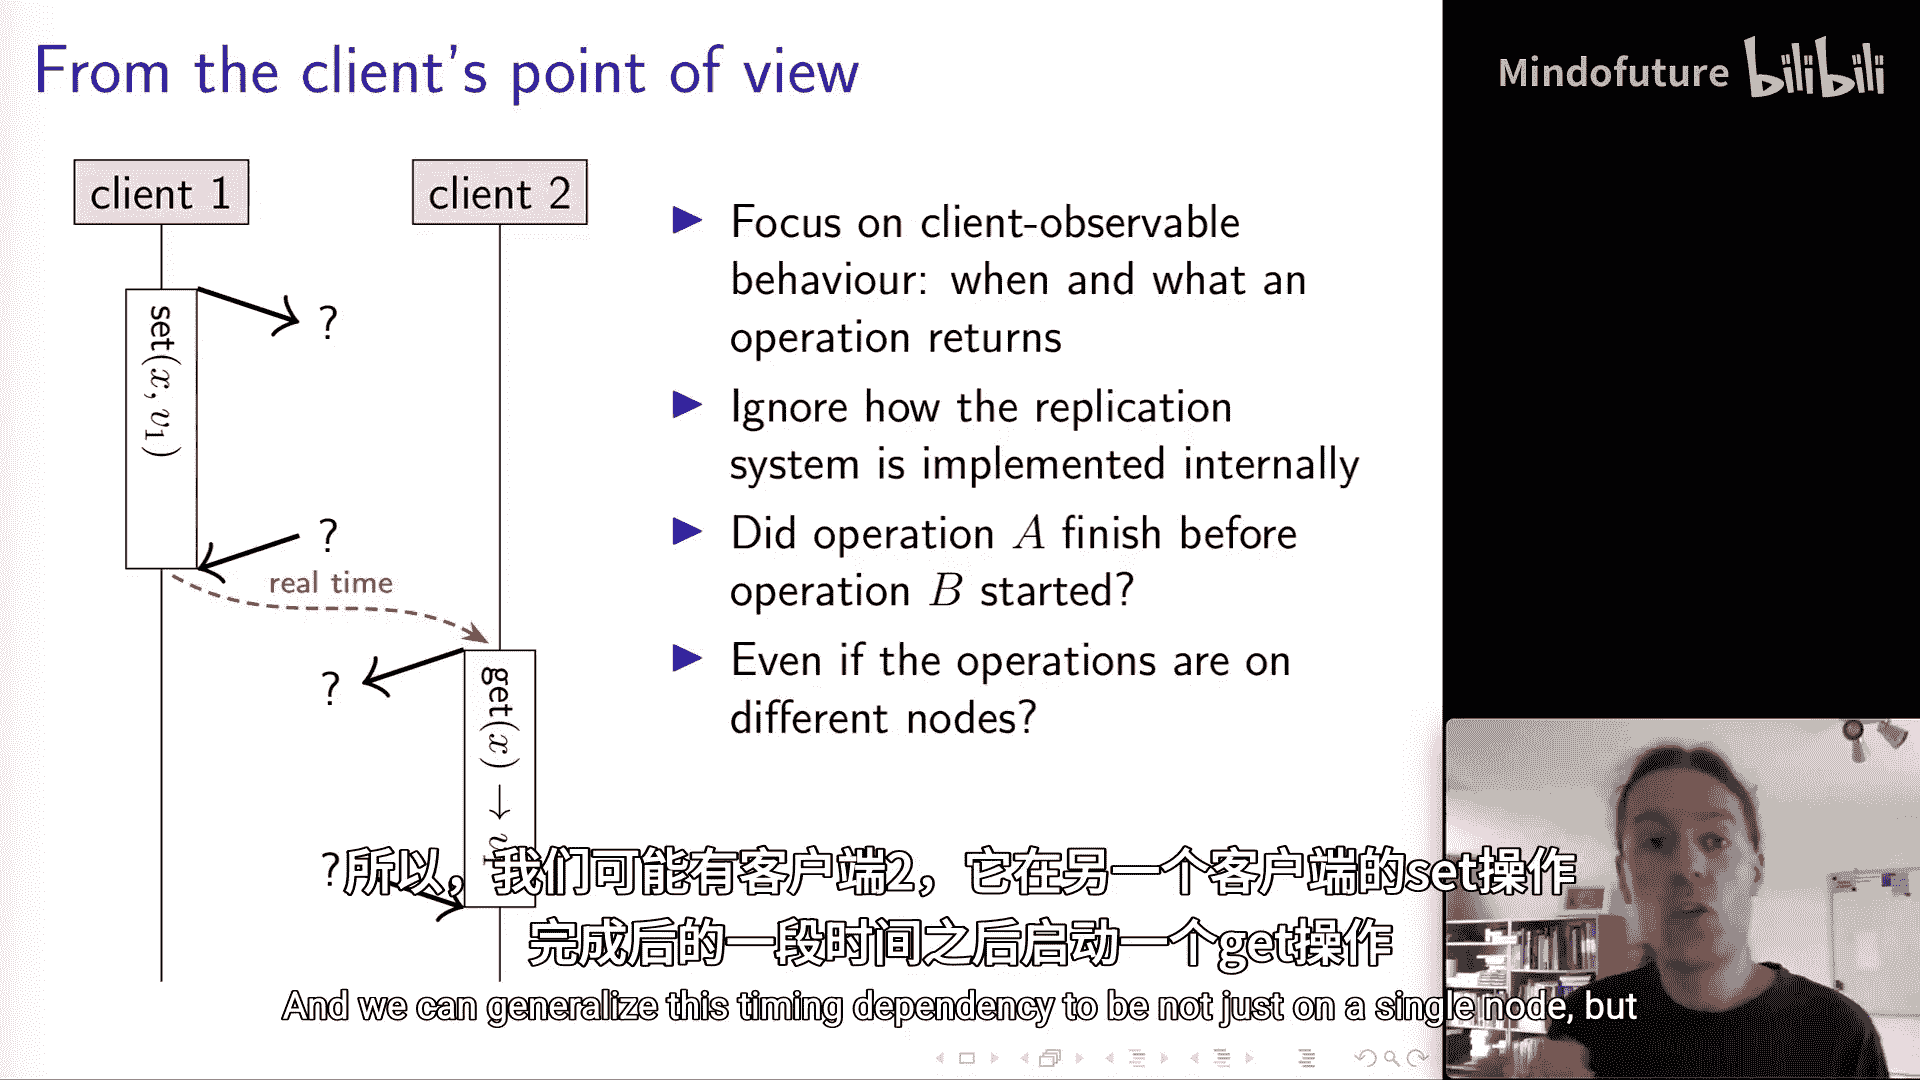 From the client's point of view
Mindofuture bilibili
client 1
client 2
set(x, v₁)
?
?
real time
?
get(x) → v₁
?
▶ Focus on client-observable
behaviour: when and what an
operation returns
▶ Ignore how the replication
system is implemented internally
▶ Did operation A finish before
operation B started?
▶ Even if the operations are on
different nodes?
所以，我们可能有客户端2，它在另一个客户端的set操作
完成后的一段时间之后启动一个get操作
And we can generalize this timing dependency to be not just on a single node, but